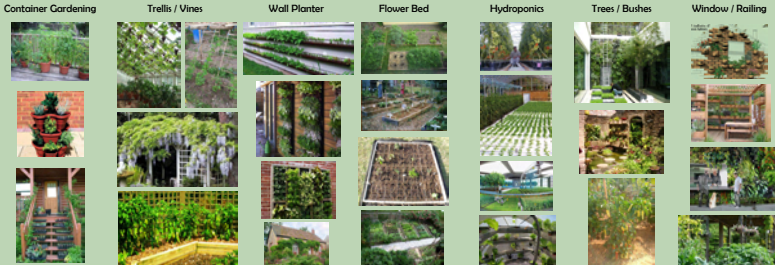 Container Gardening
Trellis / Vines
Wall Planter
Flower Bed
Hydroponics
Trees / Bushes
Window / Railing